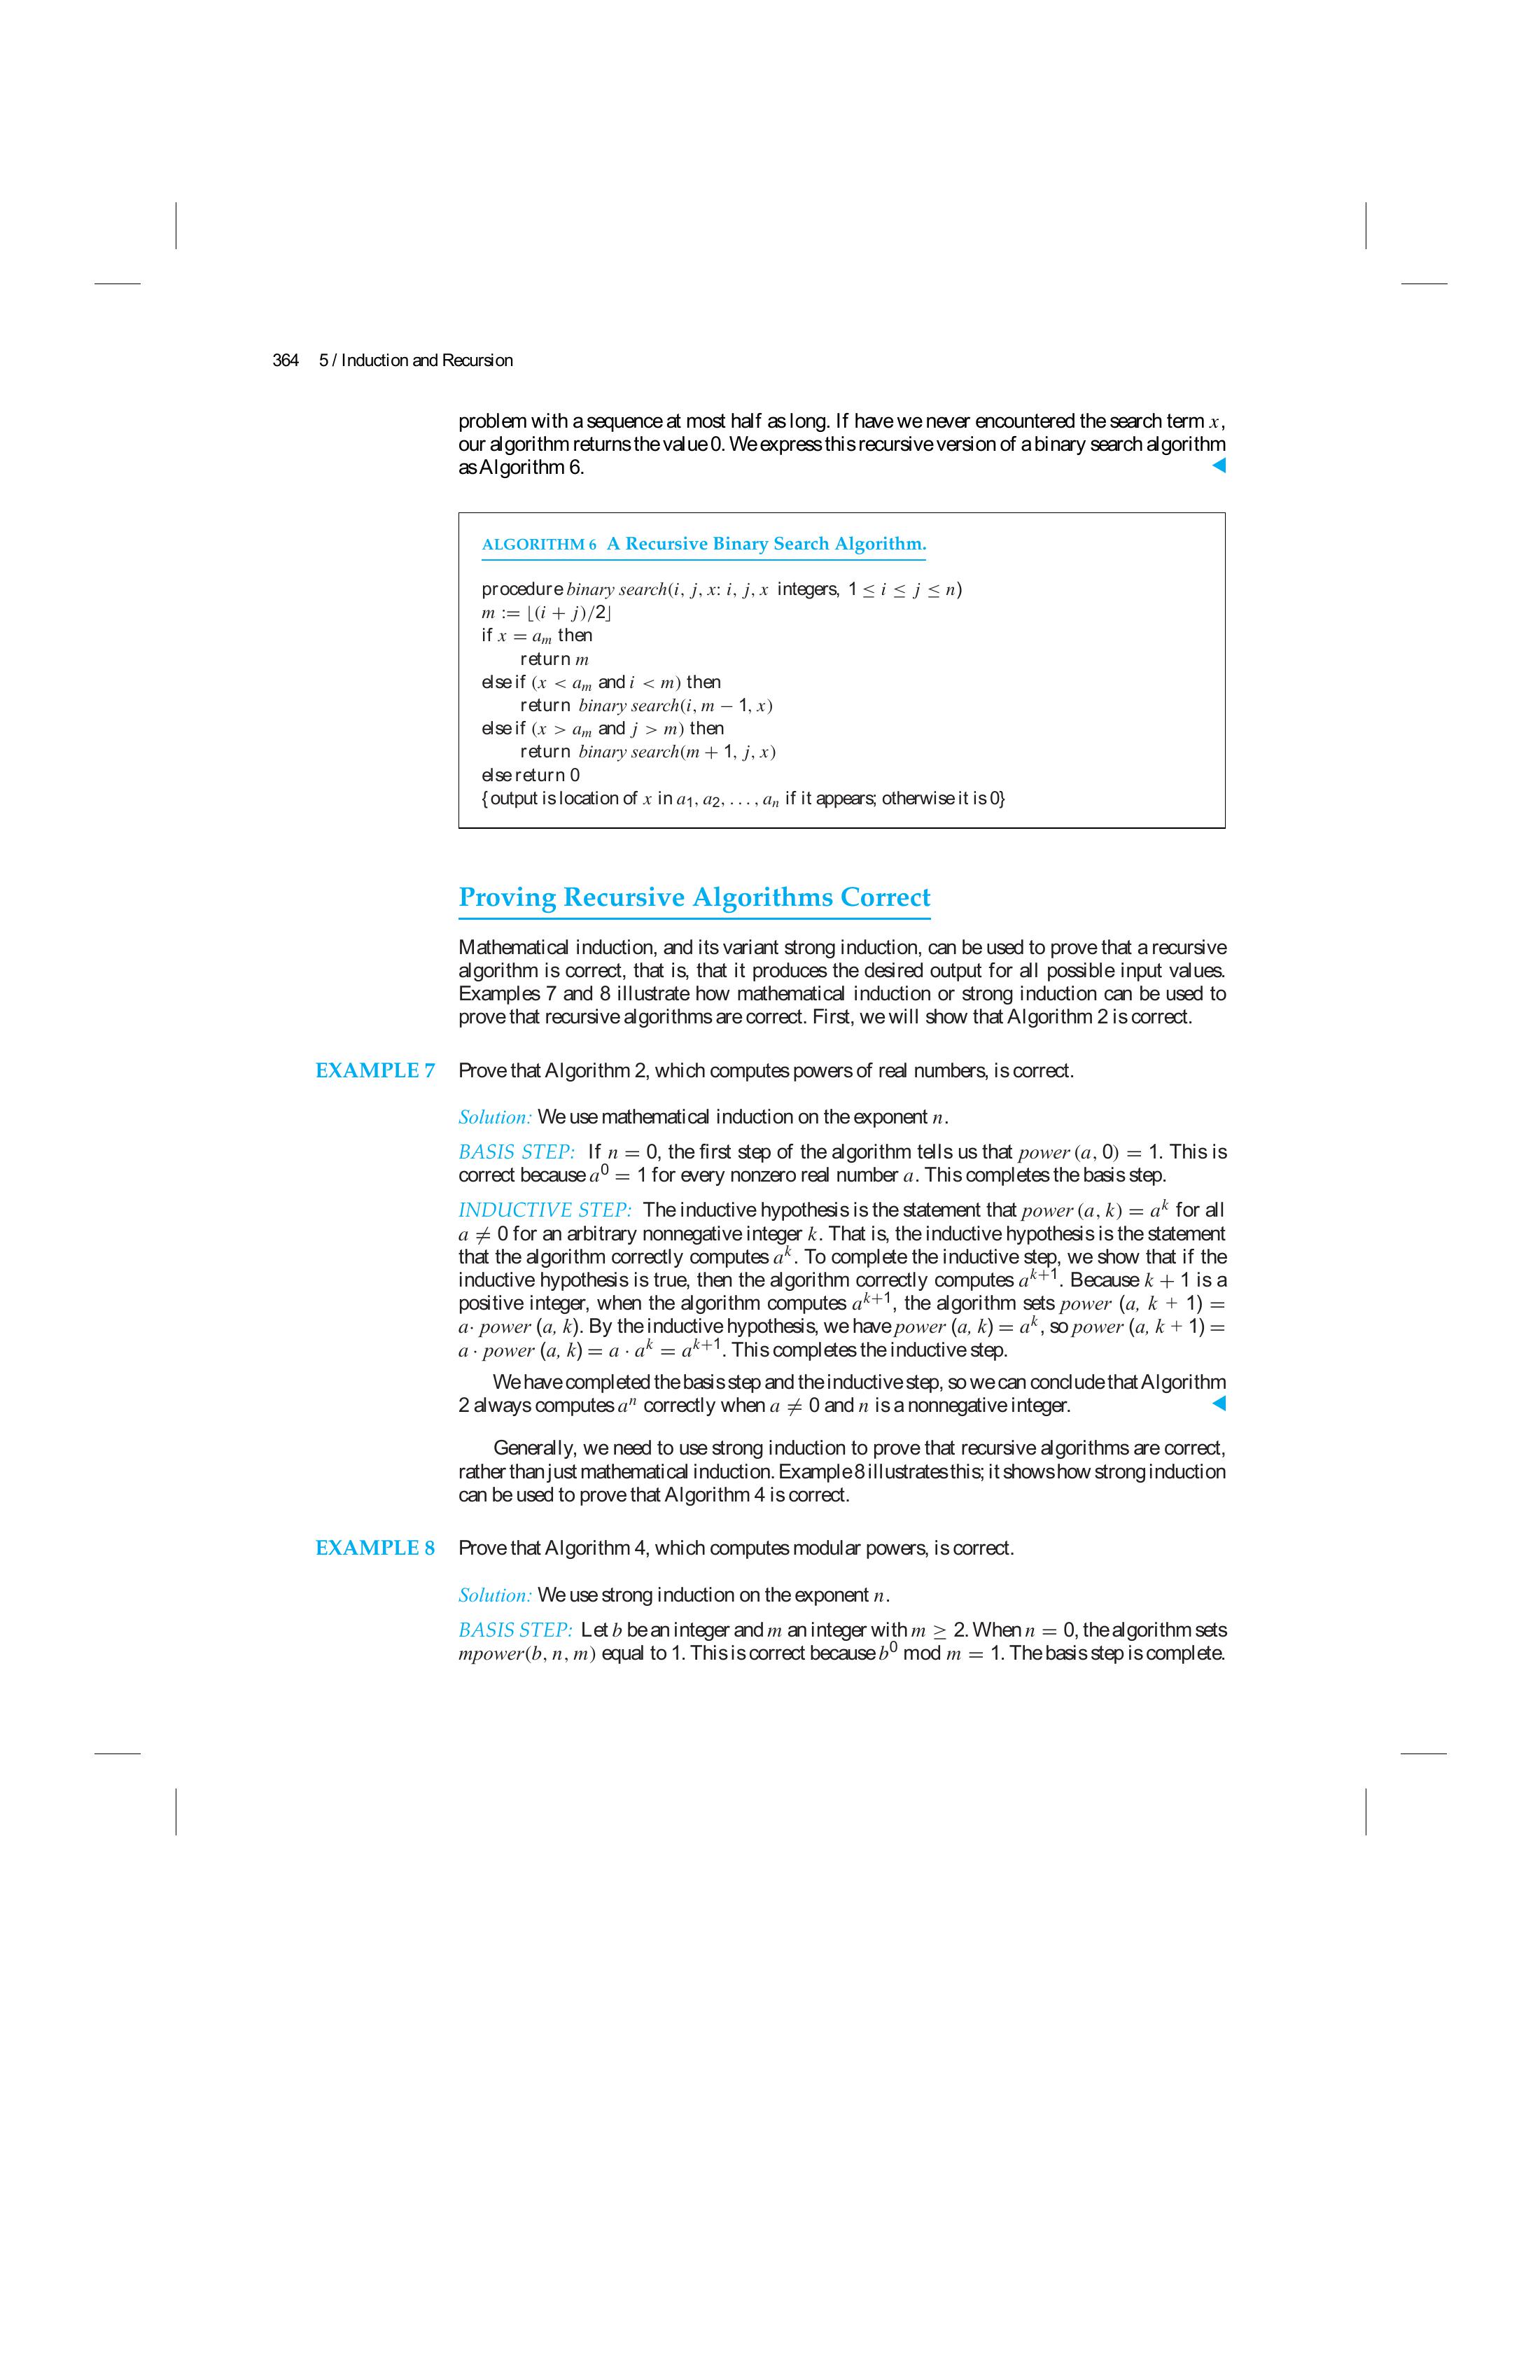 364 5 / Induction and Recursion
problem with a sequence at most half as long. If have we never encountered the search term x,
our algorithm returns the value 0. We express this recursive version of a binary search algorithm
as Algorithm 6. ◀
ALGORITHM 6 A Recursive Binary Search Algorithm.
procedure binary search(i, j, x: i, j, x integers, 1 ≤ i ≤ j ≤ n)
m := ⌊(i + j)/2⌋
if x = aₘ then
return m
else if (x < aₘ and i < m) then
return binary search(i, m − 1, x)
else if (x > aₘ and j > m) then
return binary search(m + 1, j, x)
else return 0
{output is location of x in a₁, a₂, . . . , aₙ if it appears; otherwise it is 0}
Proving Recursive Algorithms Correct
Mathematical induction, and its variant strong induction, can be used to prove that a recursive
algorithm is correct, that is, that it produces the desired output for all possible input values.
Examples 7 and 8 illustrate how mathematical induction or strong induction can be used to
prove that recursive algorithms are correct. First, we will show that Algorithm 2 is correct.
EXAMPLE 7 Prove that Algorithm 2, which computes powers of real numbers, is correct.
Solution: We use mathematical induction on the exponent n.
BASIS STEP: If n = 0, the first step of the algorithm tells us that power (a, 0) = 1. This is
correct because a⁰ = 1 for every nonzero real number a. This completes the basis step.
INDUCTIVE STEP: The inductive hypothesis is the statement that power (a, k) = aᵏ for all
a ≠ 0 for an arbitrary nonnegative integer k. That is, the inductive hypothesis is the statement
that the algorithm correctly computes aᵏ. To complete the inductive step, we show that if the
inductive hypothesis is true, then the algorithm correctly computes aᵏ⁺¹. Because k + 1 is a
positive integer, when the algorithm computes aᵏ⁺¹, the algorithm sets power (a, k + 1) =
a · power (a, k). By the inductive hypothesis, we have power (a, k) = aᵏ, so power (a, k + 1) =
a · power (a, k) = a · aᵏ = aᵏ⁺¹. This completes the inductive step.
We have completed the basis step and the inductive step, so we can conclude that Algorithm
2 always computes aⁿ correctly when a ≠ 0 and n is a nonnegative integer. ◀
Generally, we need to use strong induction to prove that recursive algorithms are correct,
rather than just mathematical induction. Example 8 illustrates this; it shows how strong induction
can be used to prove that Algorithm 4 is correct.
EXAMPLE 8 Prove that Algorithm 4, which computes modular powers, is correct.
Solution: We use strong induction on the exponent n.
BASIS STEP: Let b be an integer and m an integer with m ≥ 2. When n = 0, the algorithm sets
mpower(b, n, m) equal to 1. This is correct because b⁰ mod m = 1. The basis step is complete.